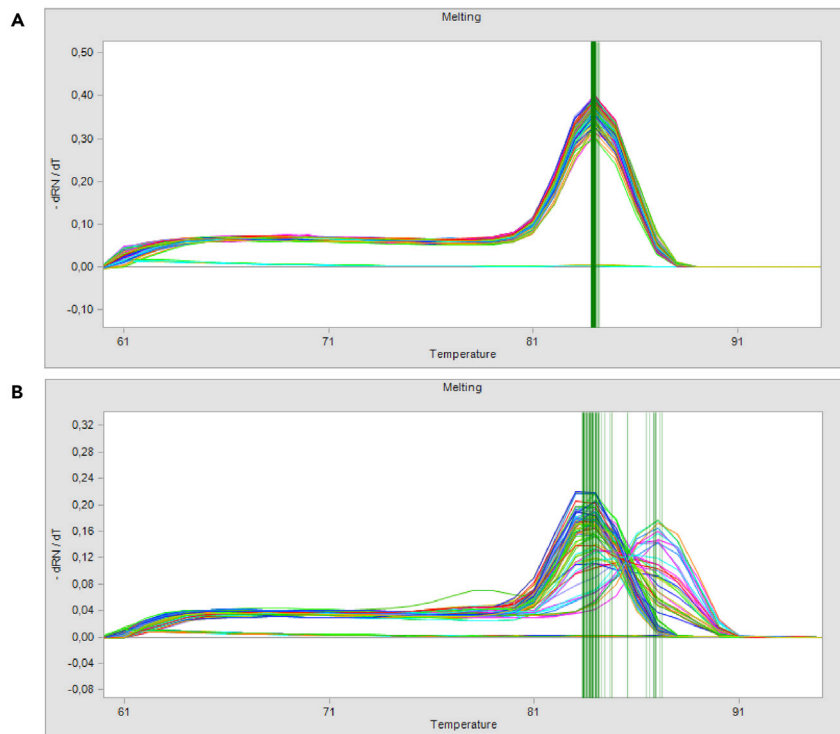 A
Melting
0,50
0,40
0,30
0,20
0,10
0,00
-0,10
- dRN / dT
61 71 81 91
Temperature
B
Melting
0,32
0,28
0,24
0,20
0,16
0,12
0,08
0,04
0,00
-0,04
-0,08
- dRN / dT
61 71 81 91
Temperature